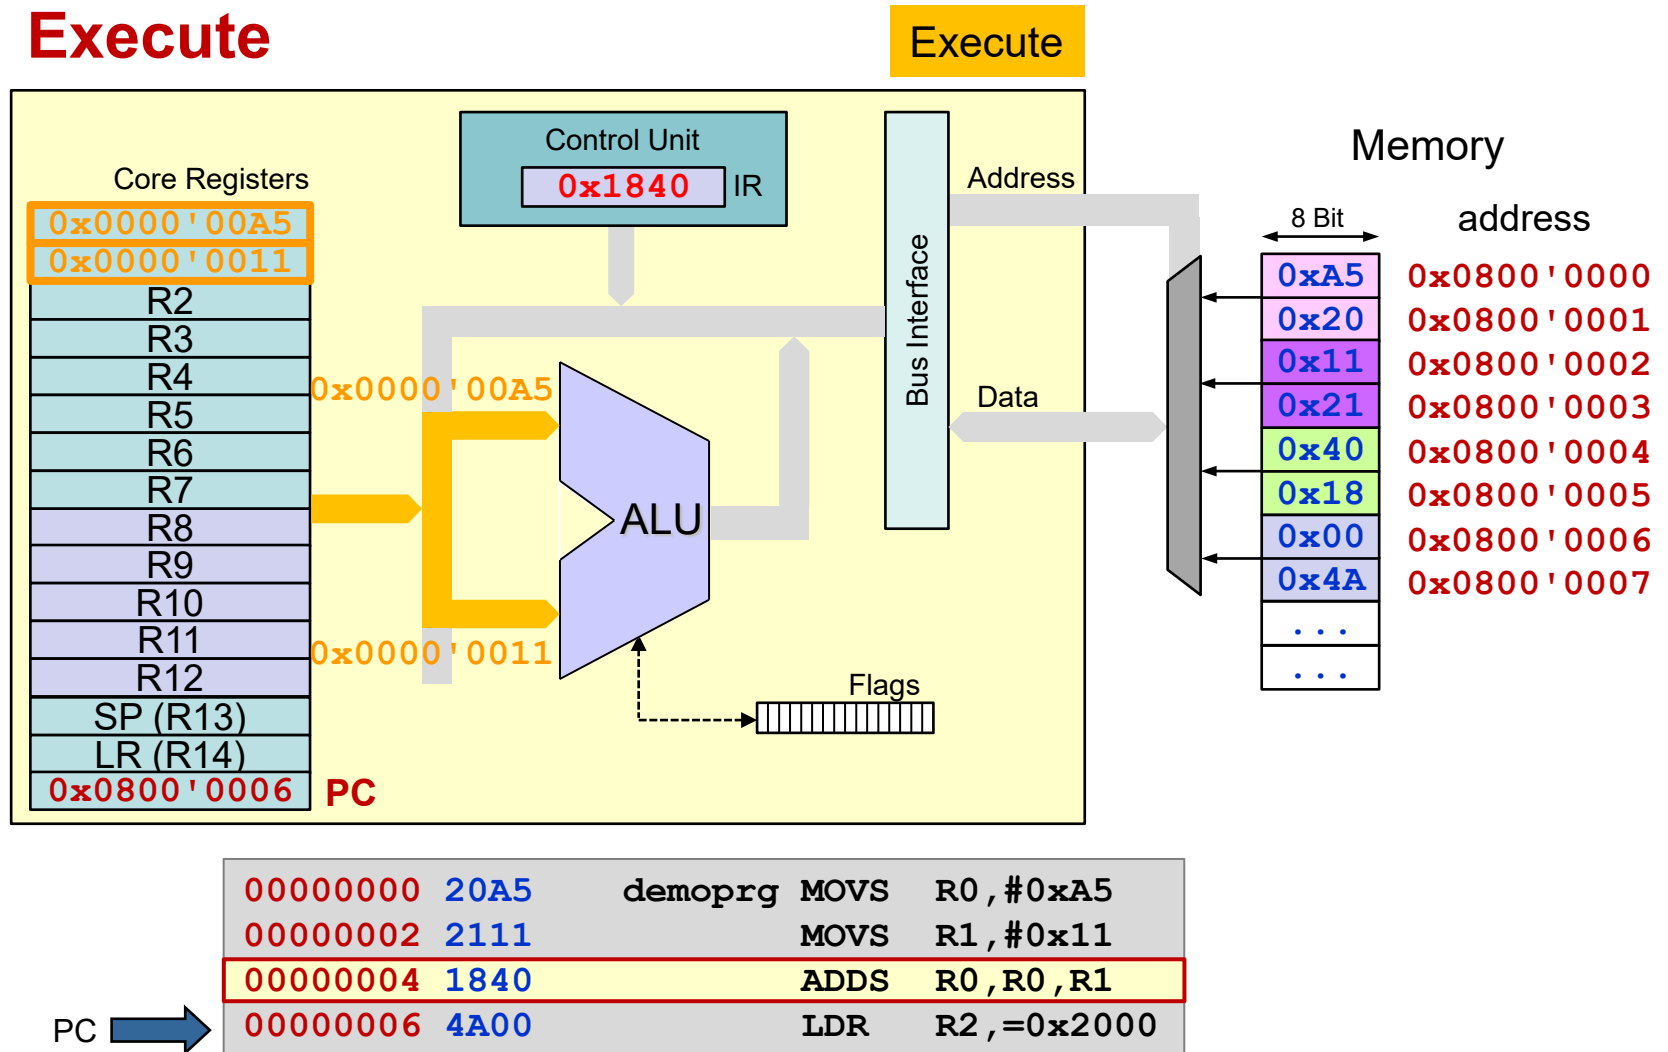 Execute
Execute
Control Unit
0x1840 IR
Core Registers
0x0000'00A5
0x0000'0011
R2
R3
R4
R5
R6
R7
R8
R9
R10
R11
R12
SP (R13)
LR (R14)
0x0800'0006 PC
0x0000'00A5
0x0000'0011
ALU
Flags
Bus Interface
Address
Data
Memory
8 Bit address
0xA5 0x0800'0000
0x20 0x0800'0001
0x11 0x0800'0002
0x21 0x0800'0003
0x40 0x0800'0004
0x18 0x0800'0005
0x00 0x0800'0006
0x4A 0x0800'0007
...
...
00000000 20A5 demoprg MOVS R0,#0xA5
00000002 2111 MOVS R1,#0x11
00000004 1840 ADDS R0,R0,R1
PC 00000006 4A00 LDR R2,=0x2000